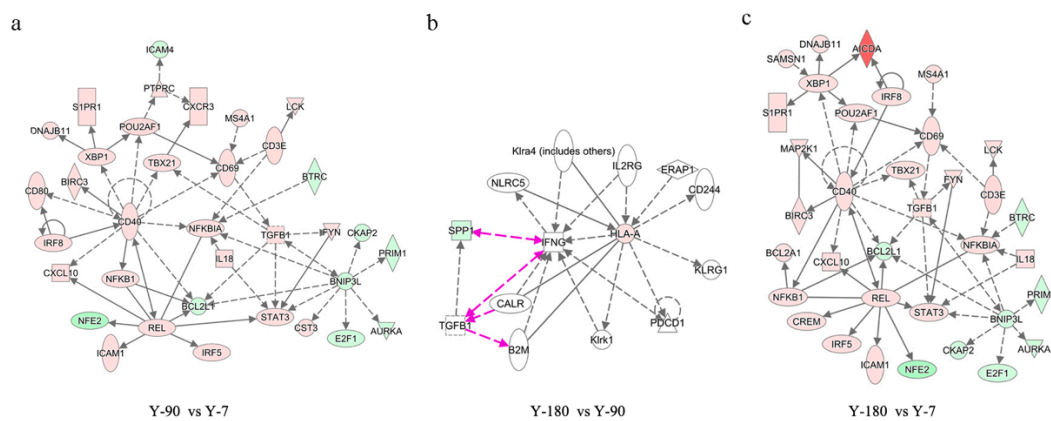 a
b
c
ICAM4
PTPRC
CXCR3
S1PR1
MS4A1
LCK
DNAJB11
POU2AF1
CD3E
XBP1
TBX21
CD69
BTRC
CD80
BIRC3
CD40
NFKBIA
TGFB1
FYN
CKAP2
IRF8
PRIM1
CXCL10
IL18
NFKB1
BNIP3L
BCL2L1
NFE2
REL
STAT3
CST3
AURKA
E2F1
ICAM1
IRF5
Klra4 (includes others)
IL2RG
ERAP1
NLRC5
CD244
SPP1
IFNG
HLA-A
KLRG1
CALR
TGFB1
PDCD1
B2M
Klrk1
DNAJB11
AICDA
SAMSN1
XBP1
MS4A1
IRF8
S1PR1
POU2AF1
CD69
MAP2K1
LCK
TBX21
FYN
CD40
CD3E
TGFB1
BIRC3
BTRC
NFKBIA
BCL2L1
BCL2A1
CXCL10
IL18
NFKB1
REL
PRIM
CREM
STAT3
BNIP3L
IRF5
CKAP2
AURKA
ICAM1
NFE2
E2F1
Y-90 vs Y-7
Y-180 vs Y-90
Y-180 vs Y-7